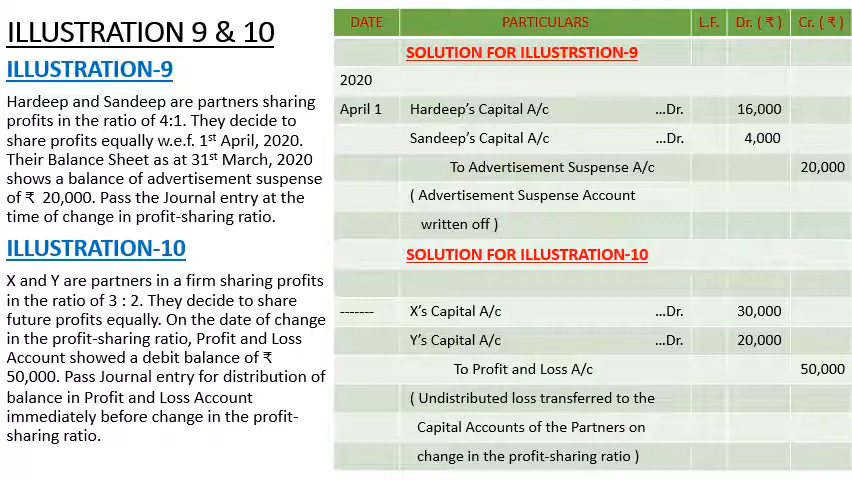 ILLUSTRATION 9 & 10
ILLUSTRATION-9
Hardeep and Sandeep are partners sharing
profits in the ratio of 4:1. They decide to
share profits equally w.e.f. 1st April, 2020.
Their Balance Sheet as at 31st March, 2020
shows a balance of advertisement suspense
of ₹ 20,000. Pass the Journal entry at the
time of change in profit-sharing ratio.
ILLUSTRATION-10
X and Y are partners in a firm sharing profits
in the ratio of 3 : 2. They decide to share
future profits equally. On the date of change
in the profit-sharing ratio, Profit and Loss
Account showed a debit balance of ₹
50,000. Pass Journal entry for distribution of
balance in Profit and Loss Account
immediately before change in the profit-
sharing ratio.
DATE PARTICULARS L.F. Dr. ( ₹ ) Cr. ( ₹ )
SOLUTION FOR ILLUSTRSTION-9
2020
April 1 Hardeep's Capital A/c ...Dr. 16,000
Sandeep's Capital A/c ...Dr. 4,000
To Advertisement Suspense A/c 20,000
( Advertisement Suspense Account
written off )
SOLUTION FOR ILLUSTRATION-10
------- X's Capital A/c ...Dr. 30,000
Y's Capital A/c ...Dr. 20,000
To Profit and Loss A/c 50,000
( Undistributed loss transferred to the
Capital Accounts of the Partners on
change in the profit-sharing ratio )